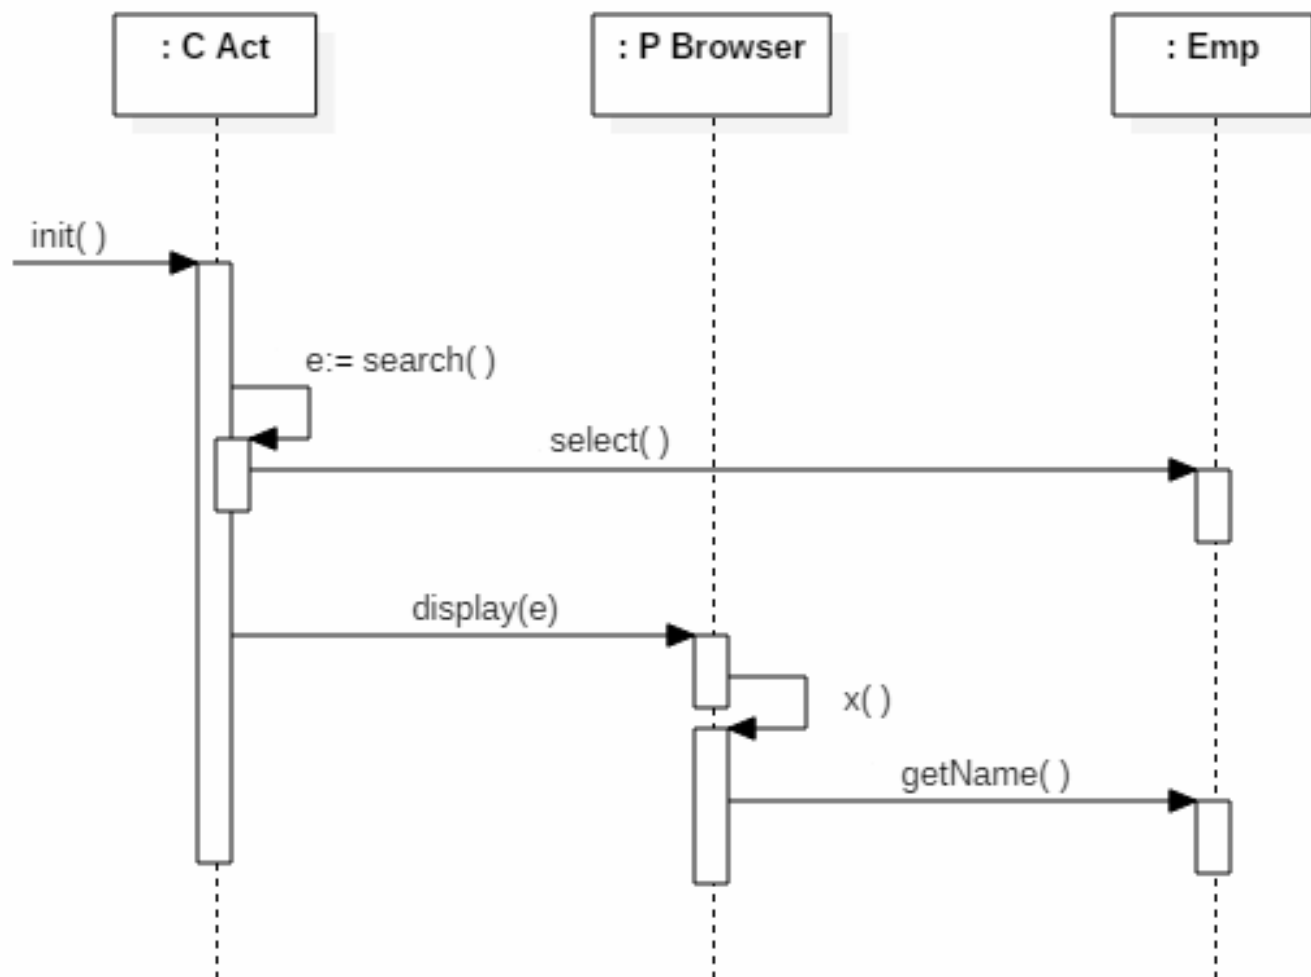 : C Act
: P Browser
: Emp
init( )
e:= search( )
select( )
display(e)
x( )
getName( )